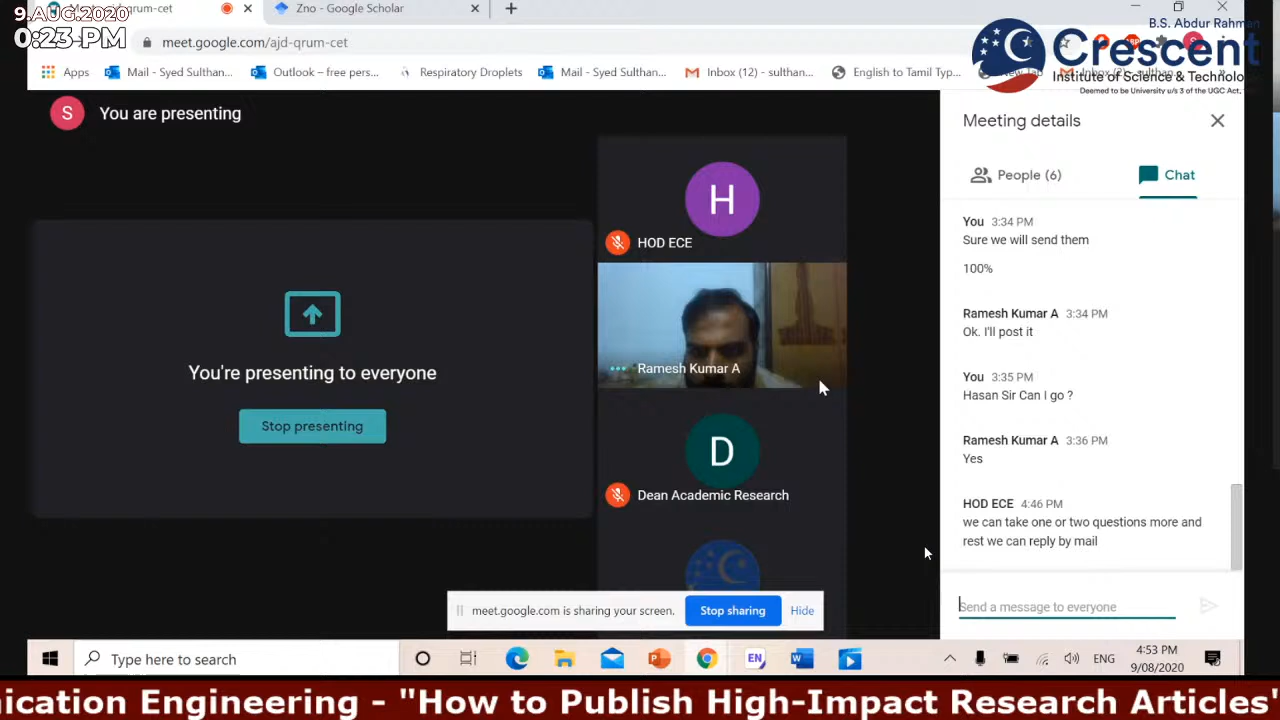 9.AUG.2020
0:23 PM
qrum-cet
Zno - Google Scholar
meet.google.com/ajd-qrum-cet
B.S. Abdur Rahman
Crescent
Institute of Science & Technology
Deemed to be University u/s 3 of the UGC Act,
Apps
Mail - Syed Sulthan...
Outlook – free pers...
Respiratory Droplets
Mail - Syed Sulthan...
Inbox (12) - sulthan...
English to Tamil Typ...
S
You are presenting
Meeting details
People (6)
Chat
H
HOD ECE
Ramesh Kumar A
D
Dean Academic Research
You're presenting to everyone
Stop presenting
You 3:34 PM
Sure we will send them
100%
Ramesh Kumar A 3:34 PM
Ok. I'll post it
You 3:35 PM
Hasan Sir Can I go ?
Ramesh Kumar A 3:36 PM
Yes
HOD ECE 4:46 PM
we can take one or two questions more and
rest we can reply by mail
Send a message to everyone
meet.google.com is sharing your screen.
Stop sharing
Hide
Type here to search
EN
ENG
4:53 PM
9/08/2020
nication Engineering - "How to Publish High-Impact Research Articles"